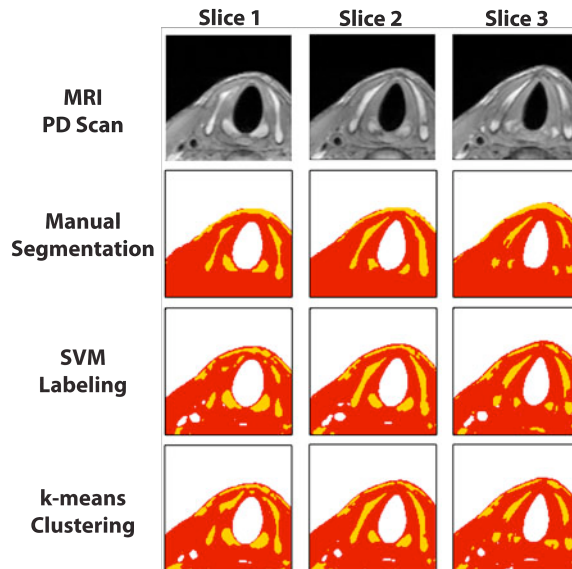 Slice 1 Slice 2 Slice 3
MRI
PD Scan
Manual
Segmentation
SVM
Labeling
k-means
Clustering